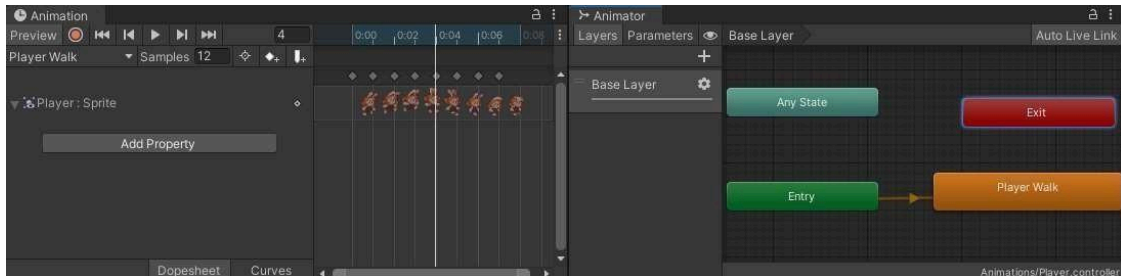 Animation
Preview 4 0:00 0:02 0:04 0:06 0:08
Player Walk Samples 12
Player : Sprite
Add Property
Dopesheet Curves
Animator
Layers Parameters Base Layer Auto Live Link
Base Layer
Any State
Exit
Entry
Player Walk
Animations/Player.controller